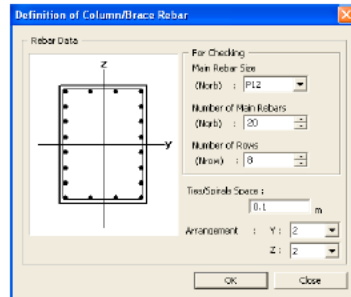 Definition of Column/Brace Rebar
Rebar Data
For Checking
Main Rebar Size
(Norb) : P12
Number of Main Rebars
(Norb) : 20
Number of Rows
(Nrow) : 8
Z
Y
Ties/Spirals Space :
0.1 m
Arrangement : Y : 2
Z : 2
OK Close